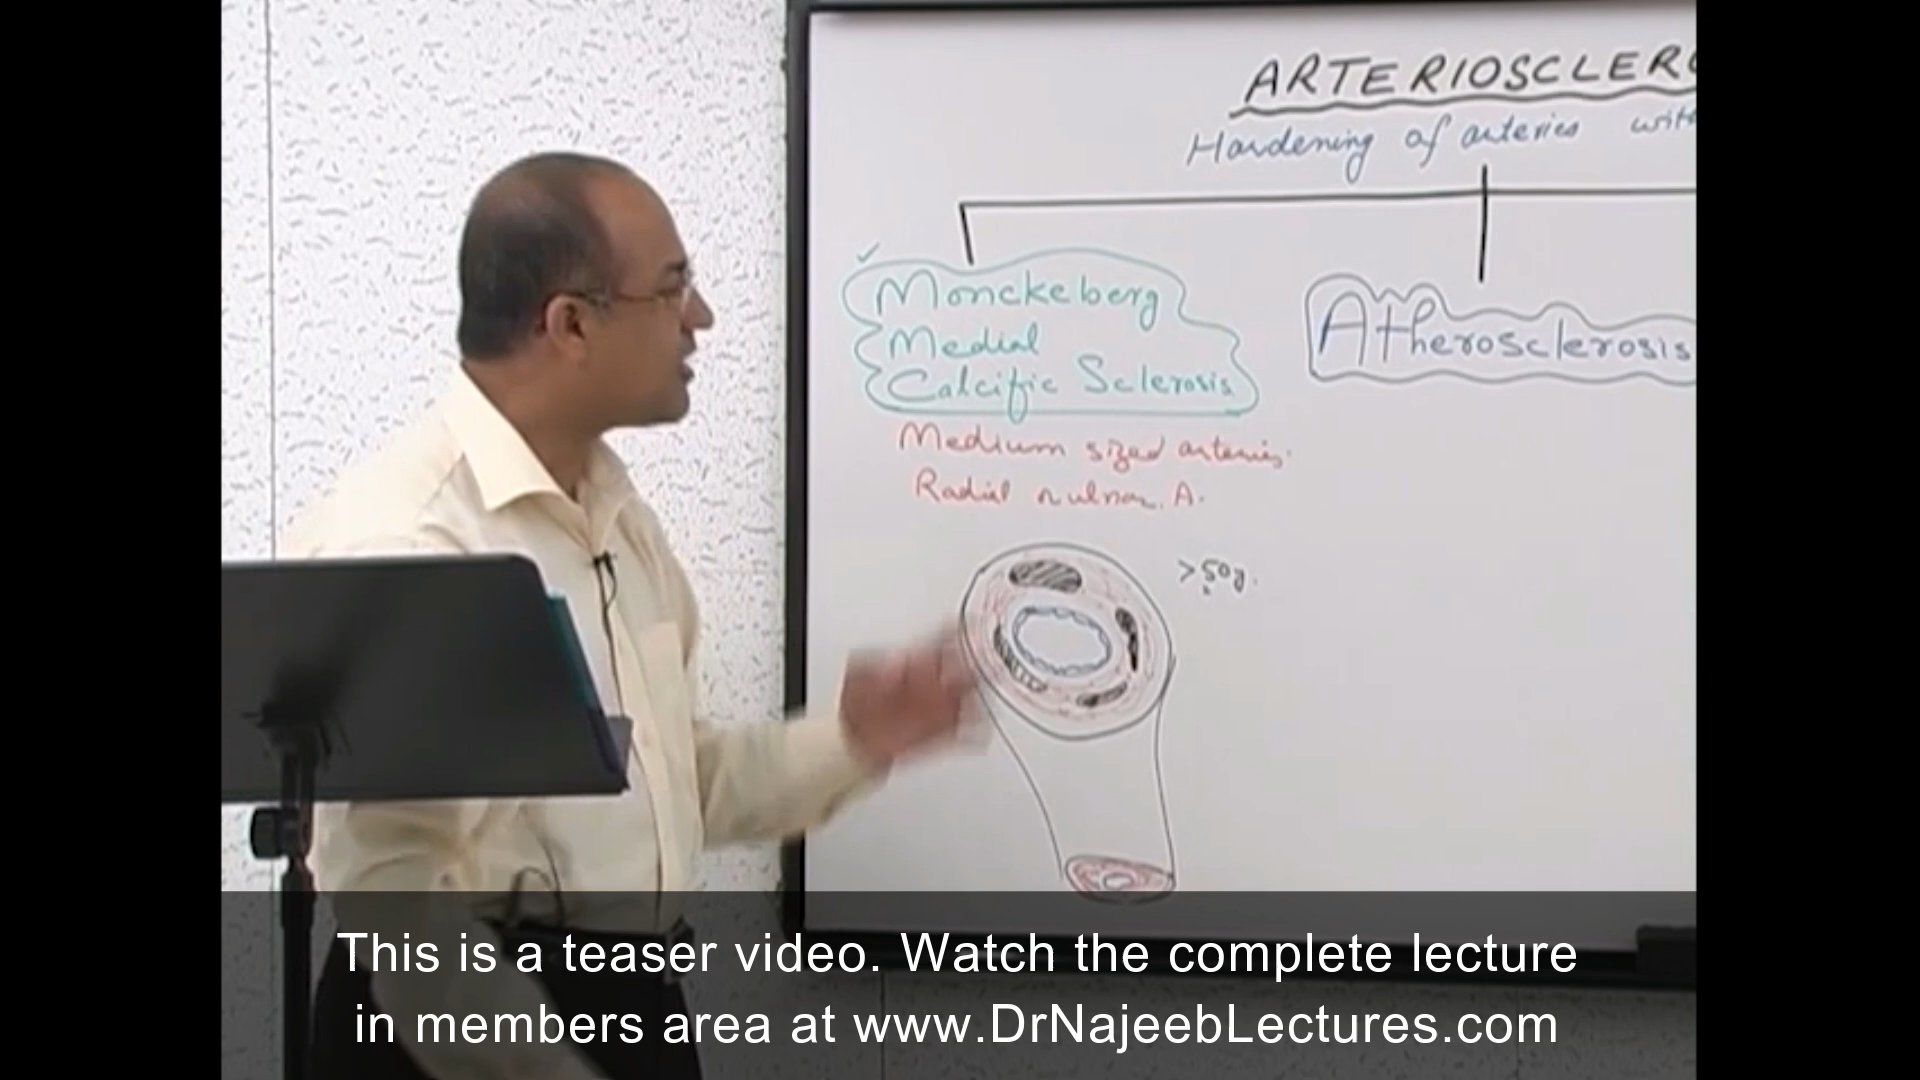 ARTERIOSCLERO
Hardening of arteries with
Monckeberg
Medial
Calcific Sclerosis
Atherosclerosis
Medium sized arteries.
Radial n ulnar. A.
>50y.
This is a teaser video. Watch the complete lecture
in members area at www.DrNajeebLectures.com